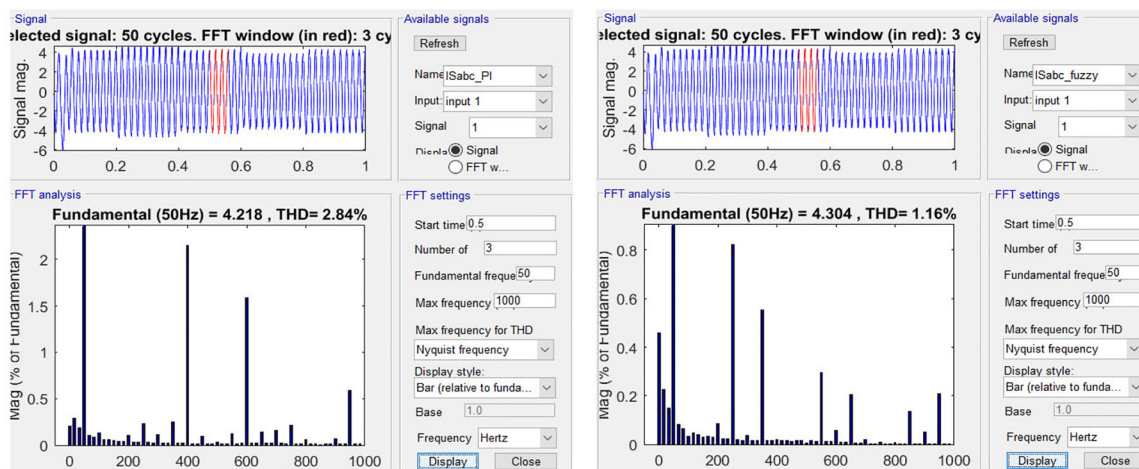 Signal
elected signal: 50 cycles. FFT window (in red): 3 cy
Signal mag.
4
2
0
-2
-4
-6
0 0.2 0.4 0.6 0.8 1
Available signals
Refresh
Name ISabc_PI
Input: input 1
Signal 1
Displa Signal
FFT w...
FFT analysis
Fundamental (50Hz) = 4.218 , THD= 2.84%
Mag (% of Fundamental)
2
1.5
1
0.5
0
0 200 400 600 800 1000
FFT settings
Start time 0.5
Number of 3
Fundamental freque 50
Max frequency 1000
Max frequency for THD
Nyquist frequency
Display style:
Bar (relative to funda...
Base 1.0
Frequency Hertz
Display Close
Signal
elected signal: 50 cycles. FFT window (in red): 3 cy
Signal mag.
4
2
0
-2
-4
-6
0 0.2 0.4 0.6 0.8 1
Available signals
Refresh
Name ISabc_fuzzy
Input: input 1
Signal 1
Displa Signal
FFT w...
FFT analysis
Fundamental (50Hz) = 4.304 , THD= 1.16%
Mag (% of Fundamental)
0.8
0.6
0.4
0.2
0
0 200 400 600 800 1000
FFT settings
Start time 0.5
Number of 3
Fundamental freque 50
Max frequency 1000
Max frequency for THD
Nyquist frequency
Display style:
Bar (relative to funda...
Base 1.0
Frequency Hertz
Display Close